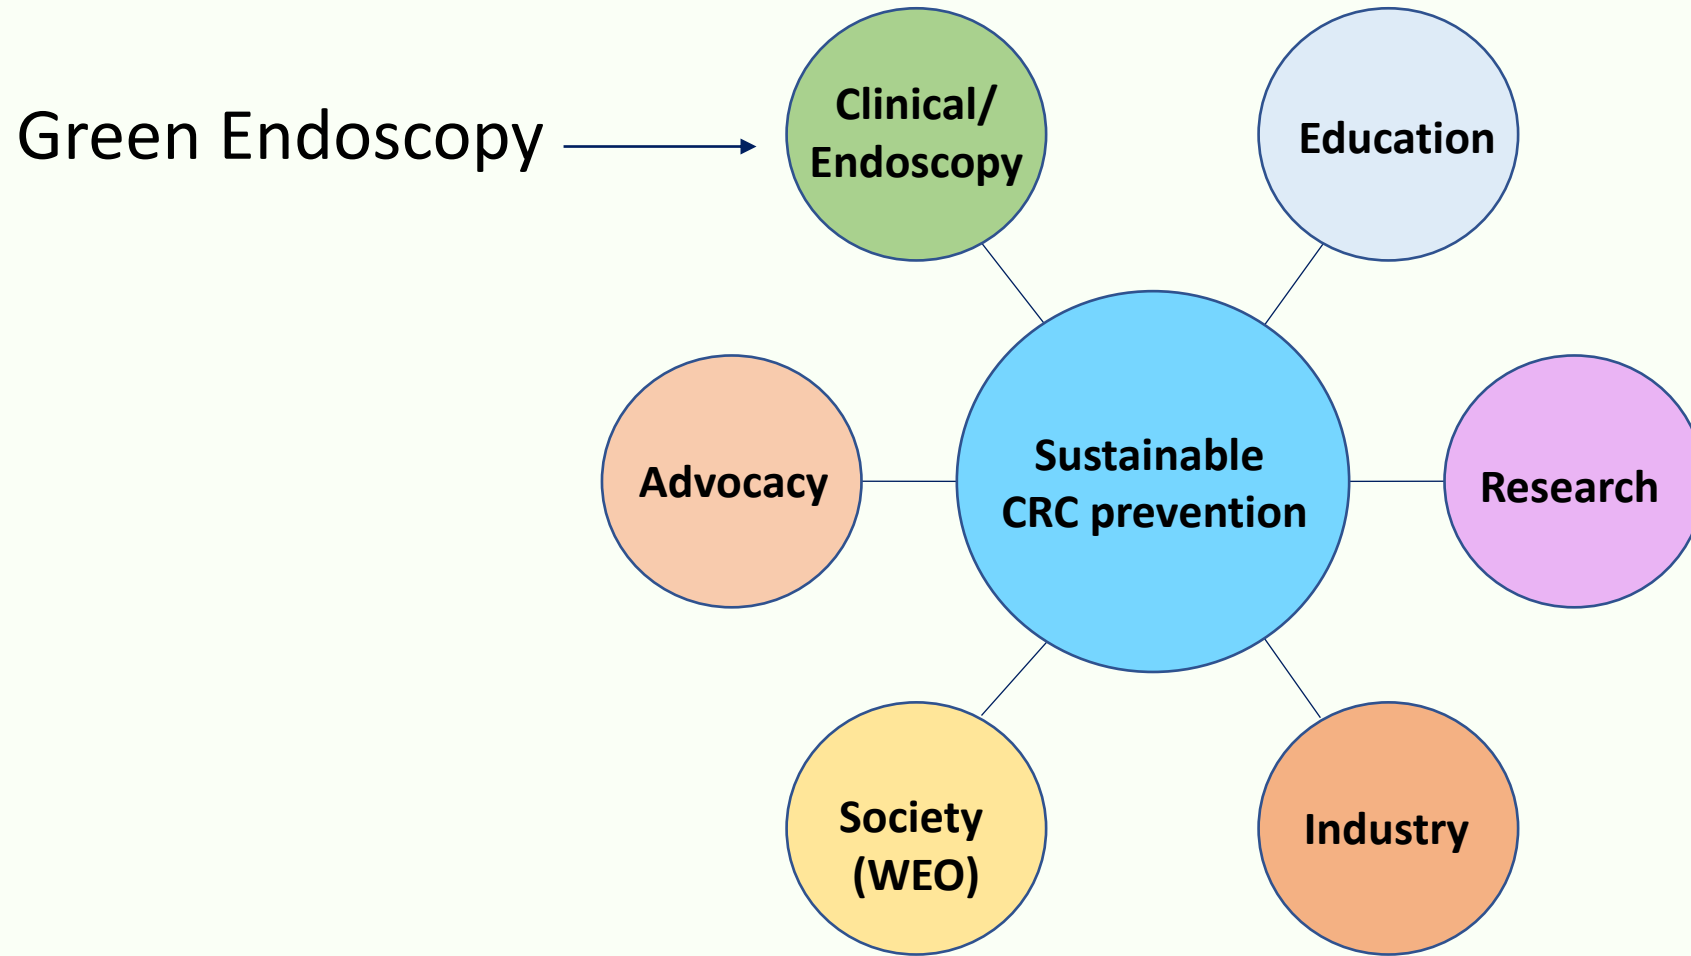 Green Endoscopy
Clinical/
Endoscopy
Education
Advocacy
Sustainable
CRC prevention
Research
Society
(WEO)
Industry